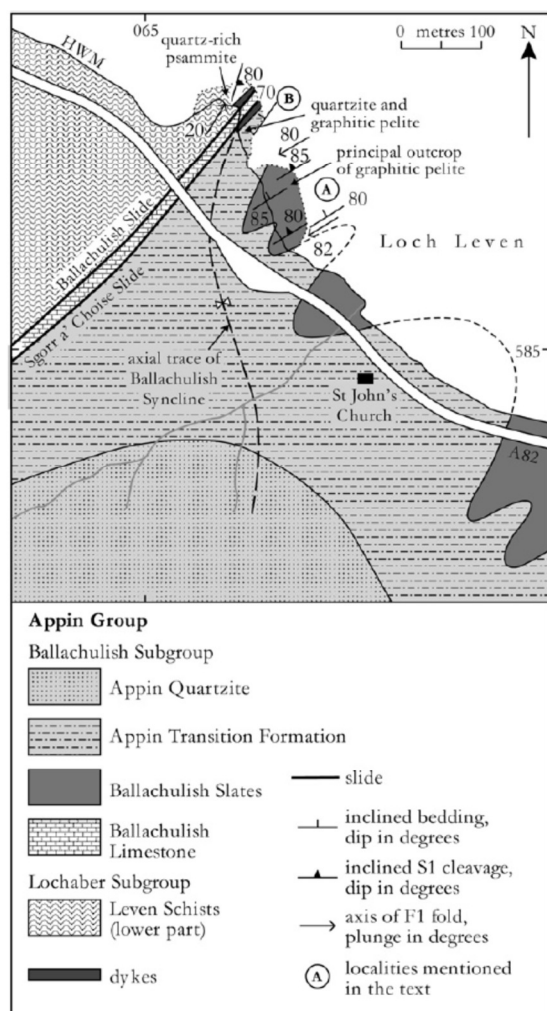 065
0 metres 100
N
HWM
quartz-rich
psammite
80
70
B
20
quartzite and
graphitic pelite
80
85
principal outcrop
of graphitic pelite
A
80
85
80
82
Loch Leven
Ballachulish Slide
Sgorr a' Choise Slide
axial trace of
Ballachulish
Syncline
585
St John's
Church
A82
Appin Group
Ballachulish Subgroup
Appin Quartzite
Appin Transition Formation
Ballachulish Slates
Ballachulish
Limestone
Lochaber Subgroup
Leven Schists
(lower part)
dykes
slide
inclined bedding,
dip in degrees
inclined S1 cleavage,
dip in degrees
axis of F1 fold,
plunge in degrees
A
localities mentioned
in the text